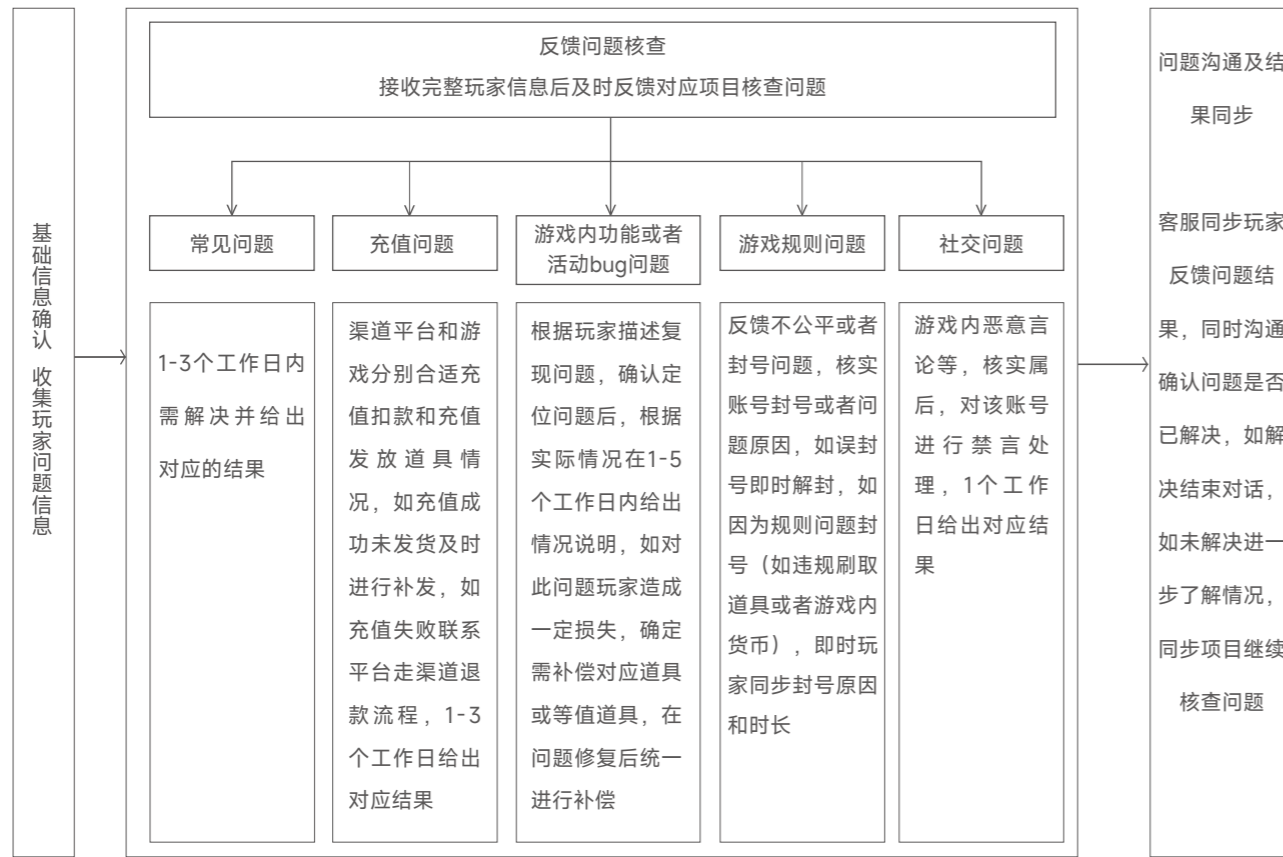 基础信息确认 收集玩家问题信息
反馈问题核查
接收完整玩家信息后及时反馈对应项目核查问题
常见问题
1-3个工作日内
需解决并给出
对应的结果
充值问题
渠道平台和游
戏分别合适充
值扣款和充值
发放道具情
况，如充值成
功未发货及时
进行补发，如
充值失败联系
平台走渠道退
款流程，1-3
个工作日给出
对应结果
游戏内功能或者
活动bug问题
根据玩家描述复
现问题，确认定
位问题后，根据
实际情况在1-5
个工作日内给出
情况说明，如对
此问题玩家造成
一定损失，确定
需补偿对应道具
或等值道具，在
问题修复后统一
进行补偿
游戏规则问题
反馈不公平或者
封号问题，核实
账号封号或者问
题原因，如误封
号即时解封，如
因为规则问题封
号（如违规刷取
道具或者游戏内
货币），即时玩
家同步封号原因
和时长
社交问题
游戏内恶意言
论等，核实属
后，对该账号
进行禁言处
理，1个工作
日给出对应结
果
问题沟通及结
果同步
客服同步玩家
反馈问题结
果，同时沟通
确认问题是否
已解决，如解
决结束对话，
如未解决进一
步了解情况，
同步项目继续
核查问题